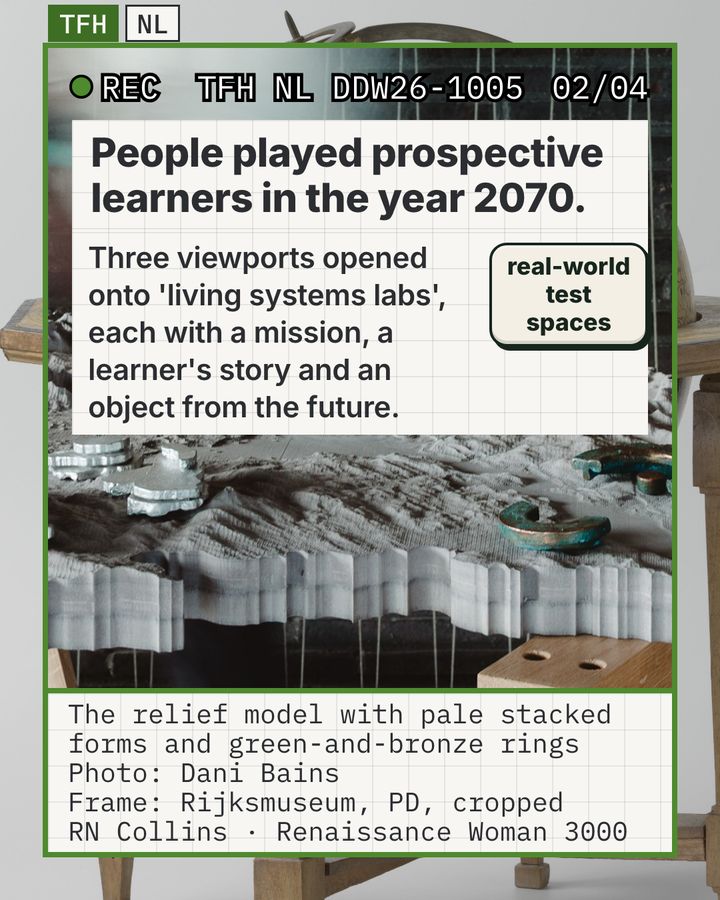 TFH NL
REC TFH NL DDW26-1005 02/04
People played prospective
learners in the year 2070.
Three viewports opened
onto 'living systems labs',
each with a mission, a
learner's story and an
object from the future.
real-world
test
spaces
The relief model with pale stacked
forms and green-and-bronze rings
Photo: Dani Bains
Frame: Rijksmuseum, PD, cropped
RN Collins · Renaissance Woman 3000